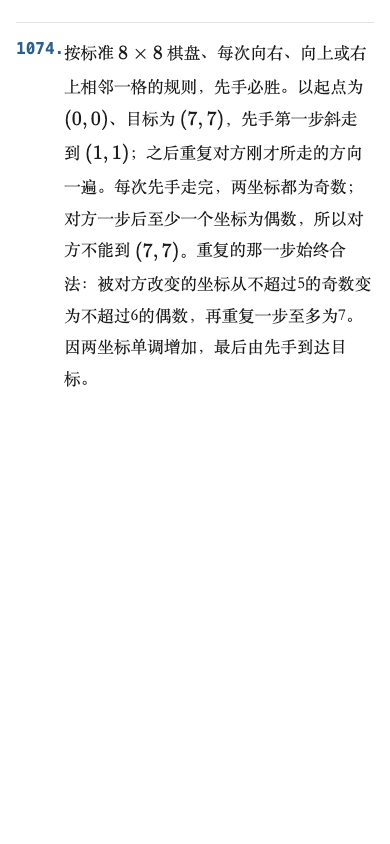 1074. 按标准 8 × 8 棋盘、每次向右、向上或右
上相邻一格的规则，先手必胜。以起点为
(0, 0)、目标为 (7, 7)，先手第一步斜走
到 (1, 1)；之后重复对方刚才所走的方向
一遍。每次先手走完，两坐标都为奇数；
对方一步后至少一个坐标为偶数，所以对
方不能到 (7, 7)。重复的那一步始终合
法：被对方改变的坐标从不超过5的奇数变
为不超过6的偶数，再重复一步至多为7。
因两坐标单调增加，最后由先手到达目
标。